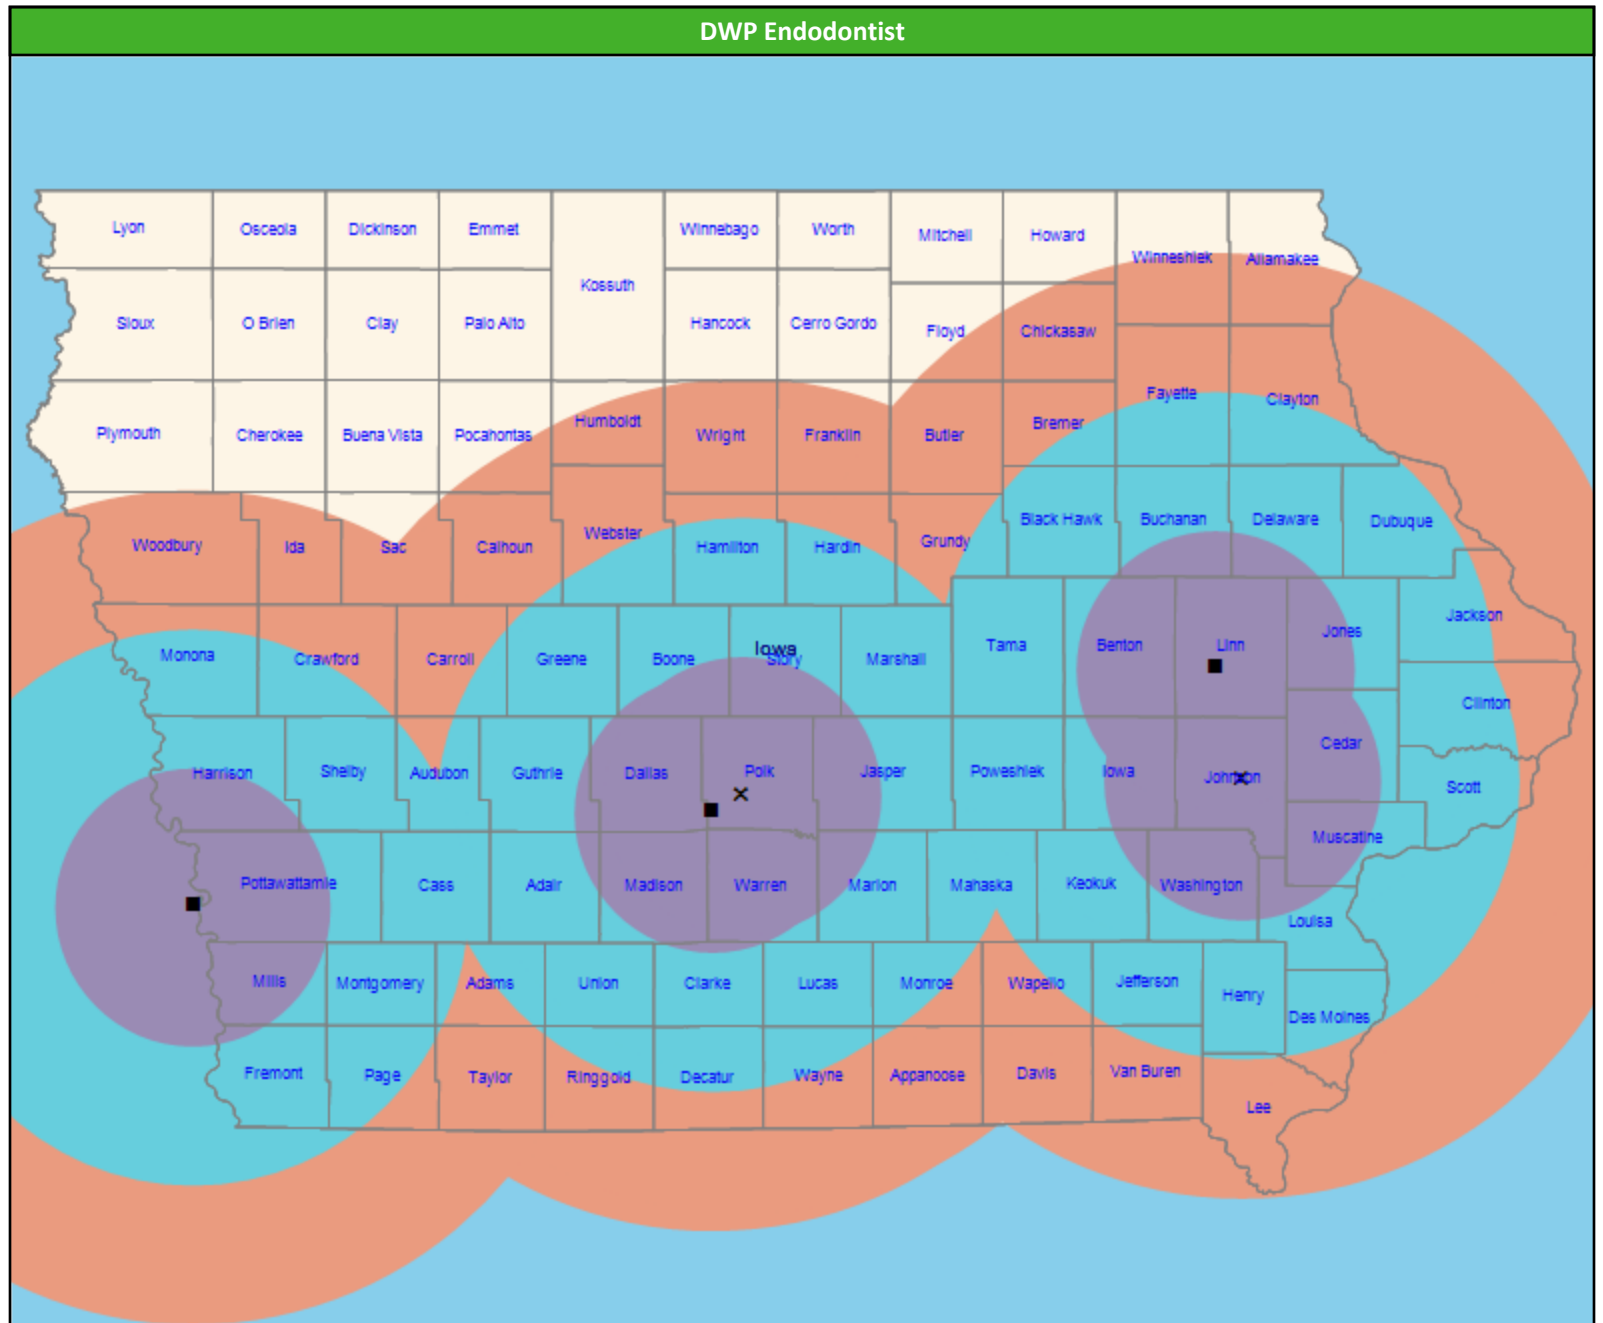 DWP Endodontist
Lyon
Osceola
Dickinson
Emmet
Winnebago
Worth
Mitchell
Howard
Winneshiek
Allamakee
Kossuth
Sioux
O Brien
Clay
Palo Alto
Hancock
Cerro Gordo
Floyd
Chickasaw
Fayette
Clayton
Plymouth
Cherokee
Buena Vista
Pocahontas
Humboldt
Wright
Franklin
Butler
Bremer
Woodbury
Ida
Sac
Calhoun
Webster
Hamilton
Hardin
Grundy
Black Hawk
Buchanan
Delaware
Dubuque
Monona
Crawford
Carroll
Greene
Boone
Iowa
Story
Marshall
Tama
Benton
Linn
Jones
Jackson
Clinton
Harrison
Shelby
Audubon
Guthrie
Dallas
Polk
Jasper
Poweshiek
Iowa
Johnson
Cedar
Scott
Muscatine
Pottawattamie
Cass
Adair
Madison
Warren
Marion
Mahaska
Keokuk
Washington
Louisa
Mills
Montgomery
Adams
Union
Clarke
Lucas
Monroe
Wapello
Jefferson
Henry
Des Moines
Fremont
Page
Taylor
Ringgold
Decatur
Wayne
Appanoose
Davis
Van Buren
Lee